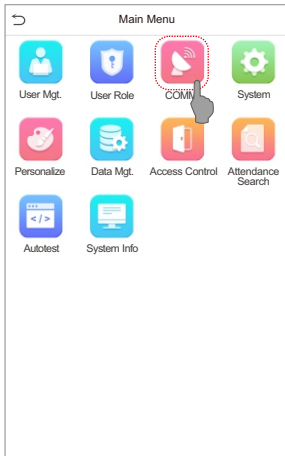 Main Menu
User Mgt.
User Role
COMM.
System
Personalize
Data Mgt.
Access Control
Attendance
Search
</>
Autotest
System Info